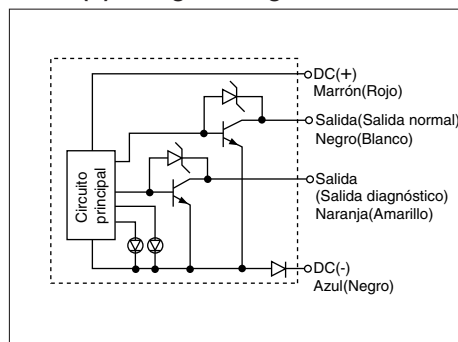 DC(+)
Marrón(Rojo)
Salida(Salida normal)
Negro(Blanco)
Circuito
principal
Salida
(Salida diagnóstico)
Naranja(Amarillo)
DC(-)
Azul(Negro)